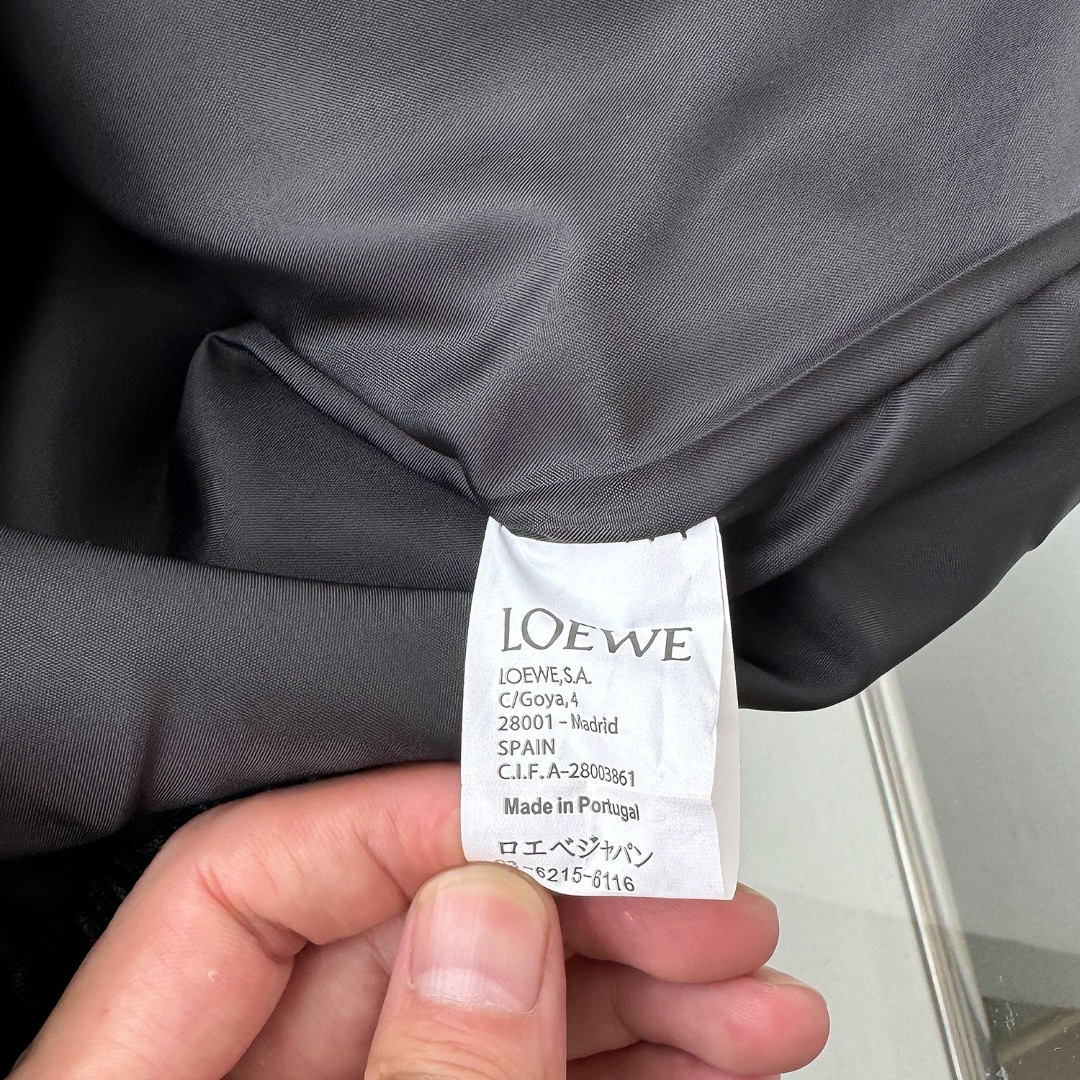 LOEWE
LOEWE,S.A.
C/Goya,4
28001-Madrid
SPAIN
C.I.F.A-28003861
Made in Portugal
ロエベジャパン
-6215-6116